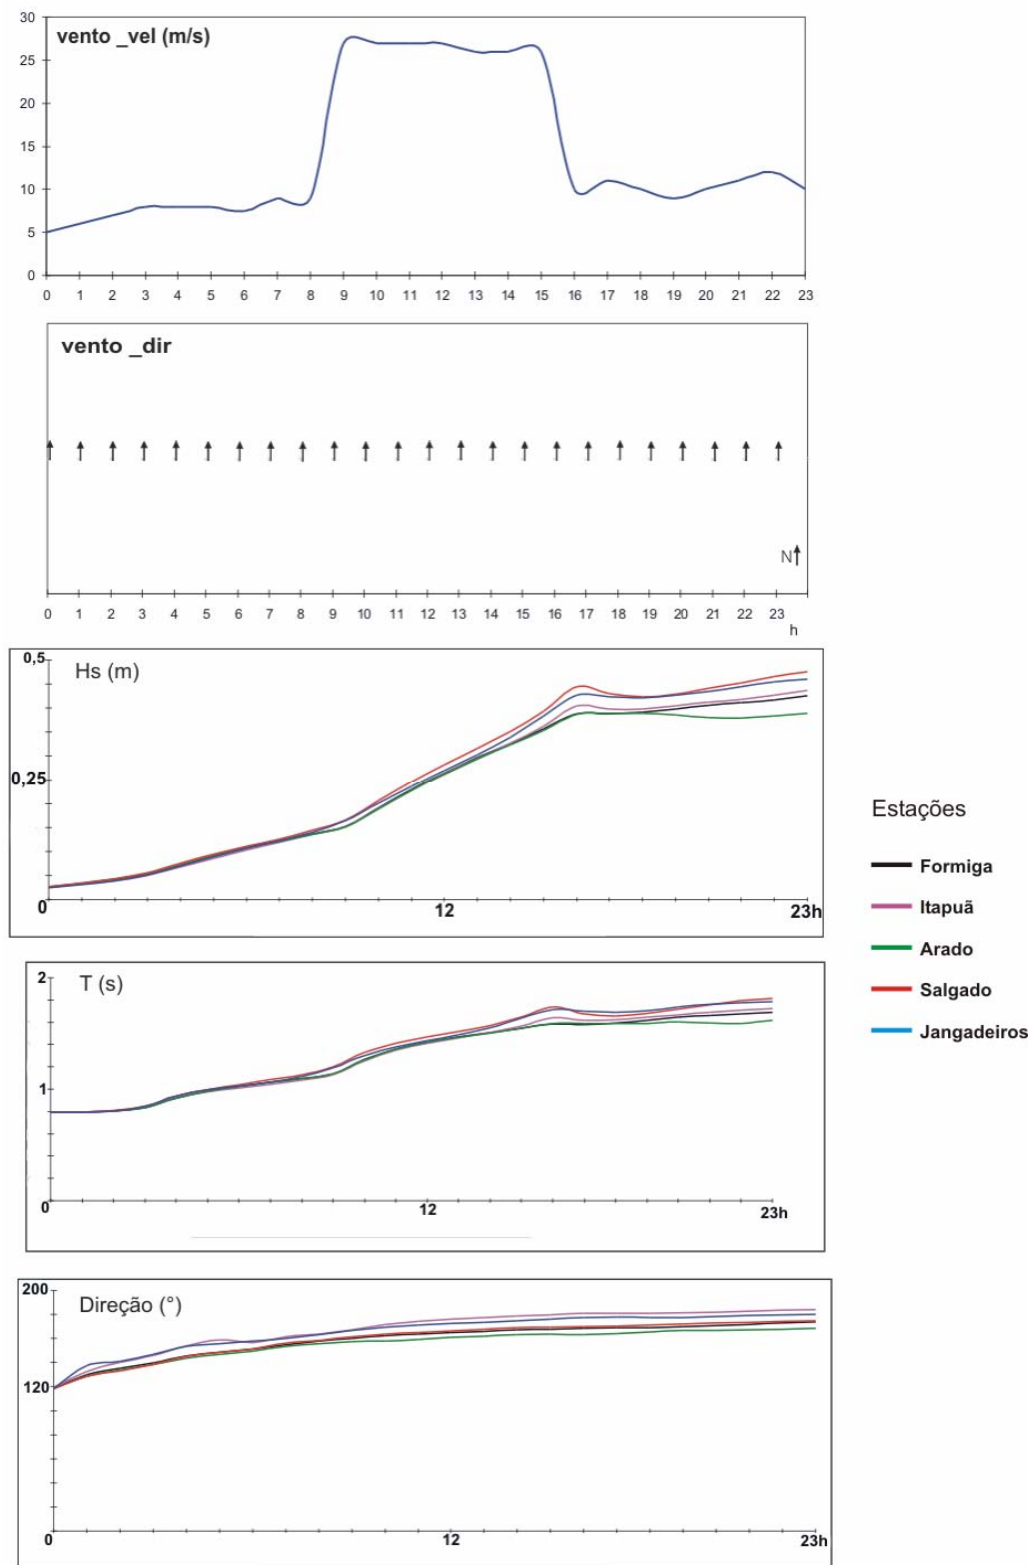 30
vento _vel (m/s)
25
20
15
10
5
0
0 1 2 3 4 5 6 7 8 9 10 11 12 13 14 15 16 17 18 19 20 21 22 23
vento _dir
N
0 1 2 3 4 5 6 7 8 9 10 11 12 13 14 15 16 17 18 19 20 21 22 23
h
0,5
Hs (m)
0,25
0 12 23h
2
T (s)
1
0 12 23h
200
Direção (°)
120
0 12 23h
Estações
Formiga
Itapuã
Arado
Salgado
Jangadeiros